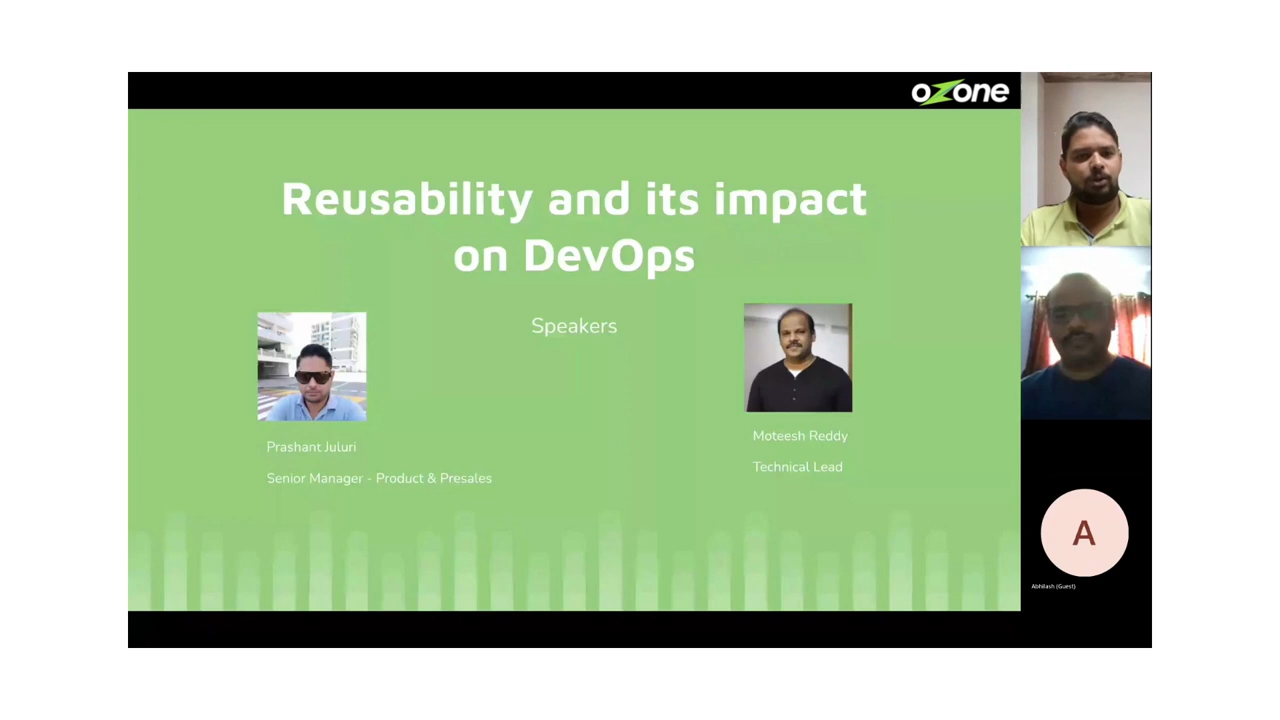 ozone
Reusability and its impact
on DevOps
Speakers
Prashant Juluri
Senior Manager - Product & Presales
Moteesh Reddy
Technical Lead
A
Abhilash (Guest)